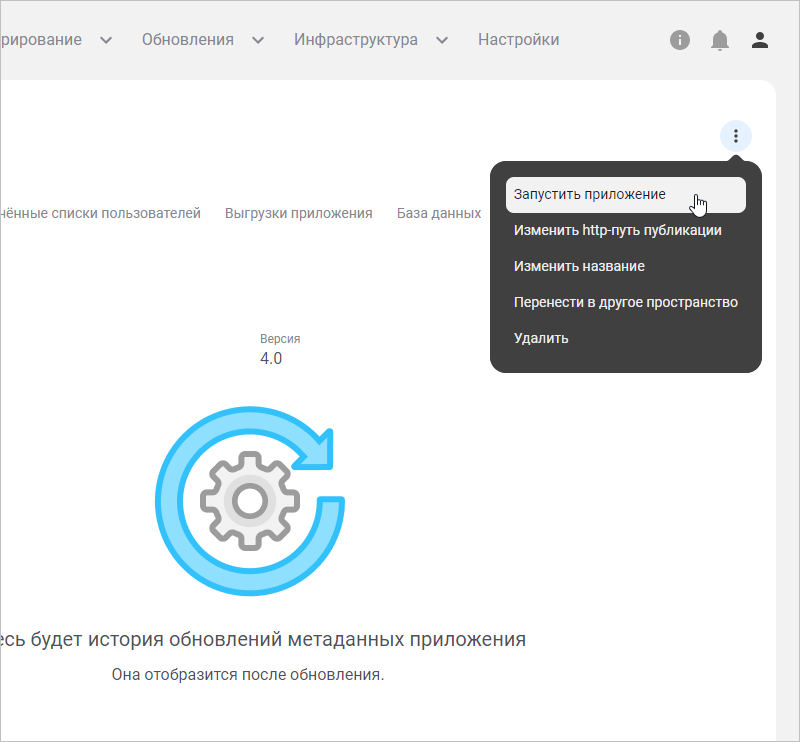 рирование Обновления Инфраструктура Настройки
нённые списки пользователей Выгрузки приложения База данных
Запустить приложение
Изменить http-путь публикации
Изменить название
Перенести в другое пространство
Удалить
Версия
4.0
есь будет история обновлений метаданных приложения
Она отобразится после обновления.